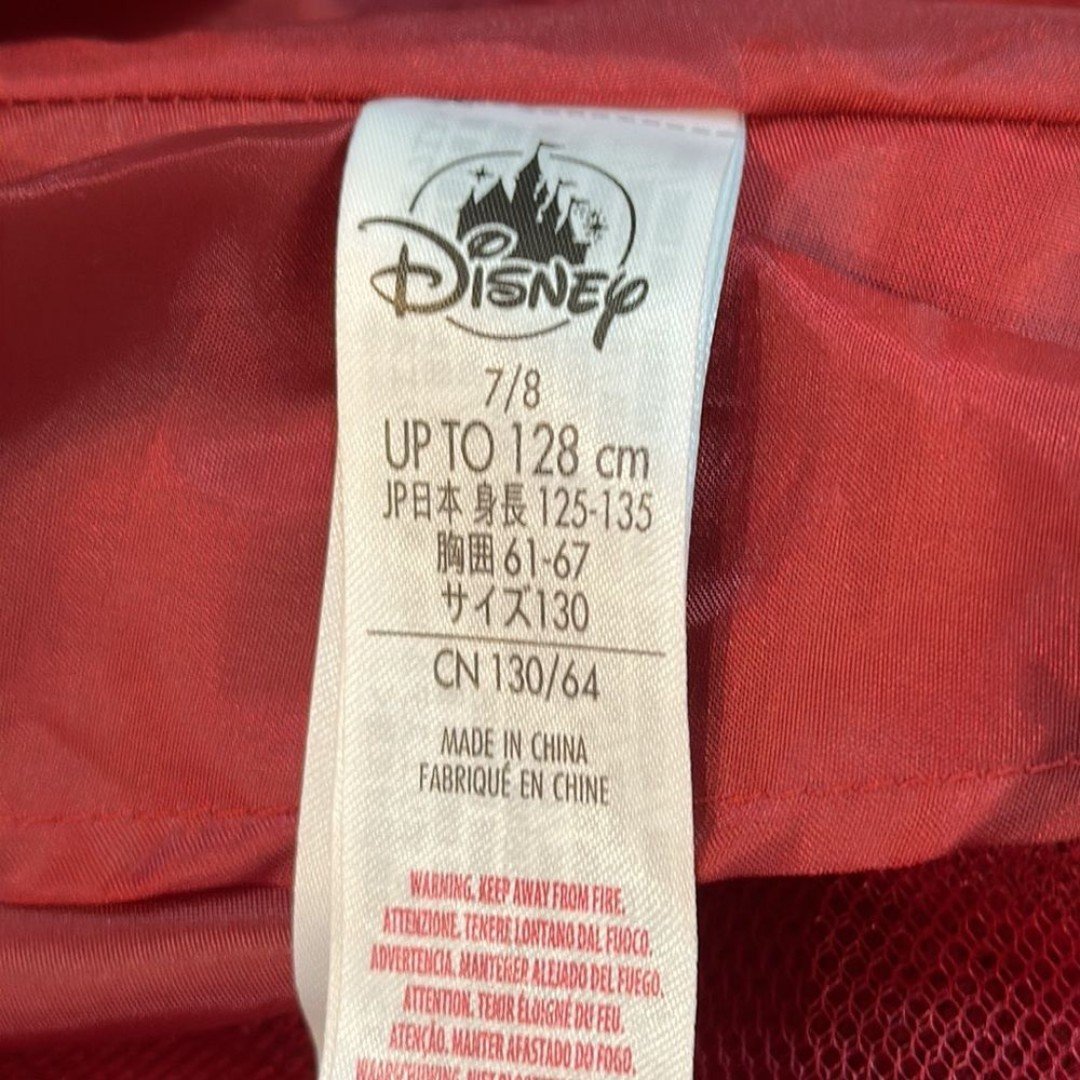 Disney
7/8
UP TO 128 cm
JP日本 身長 125-135
胸囲 61-67
サイズ130
CN 130/64
MADE IN CHINA
FABRIQUÉ EN CHINE
WARNING. KEEP AWAY FROM FIRE.
ATTENZIONE. TENERE LONTANO DAL FUOCO.
ADVERTENCIA. MANTENER ALEJADO DEL FUEGO.
ATTENTION. TENIR ÉLOIGNÉ DU FEU.
ATENÇÃO. MANTER AFASTADO DO FOGO.